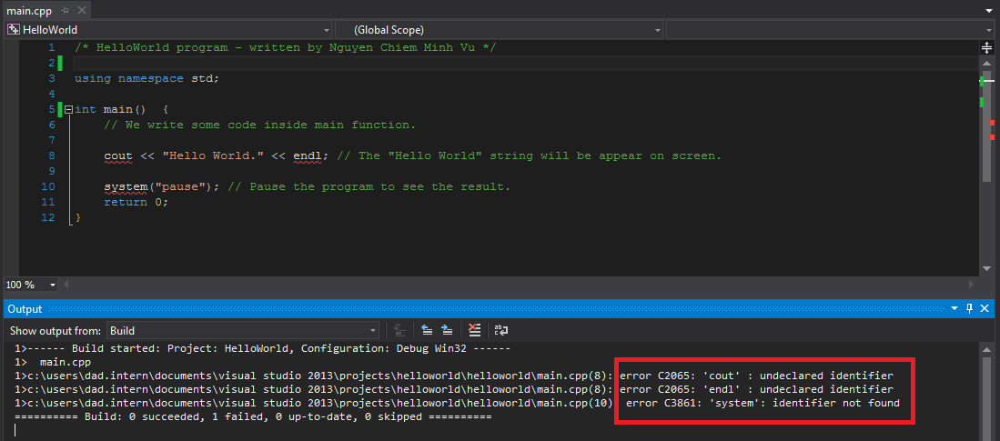 main.cpp
HelloWorld (Global Scope)
1 /* HelloWorld program - written by Nguyen Chiem Minh Vu */
2
3 using namespace std;
4
5 int main()  {
6 // We write some code inside main function.
7
8 cout << "Hello World." << endl; // The "Hello World" string will be appear on screen.
9
10 system("pause"); // Pause the program to see the result.
11 return 0;
12 }
100 %
Output
Show output from: Build
1>------ Build started: Project: HelloWorld, Configuration: Debug Win32 ------
1>  main.cpp
1>c:\users\dad.intern\documents\visual studio 2013\projects\helloworld\helloworld\main.cpp(8): error C2065: 'cout' : undeclared identifier
1>c:\users\dad.intern\documents\visual studio 2013\projects\helloworld\helloworld\main.cpp(8): error C2065: 'endl' : undeclared identifier
1>c:\users\dad.intern\documents\visual studio 2013\projects\helloworld\helloworld\main.cpp(10) error C3861: 'system': identifier not found
========== Build: 0 succeeded, 1 failed, 0 up-to-date, 0 skipped ==========